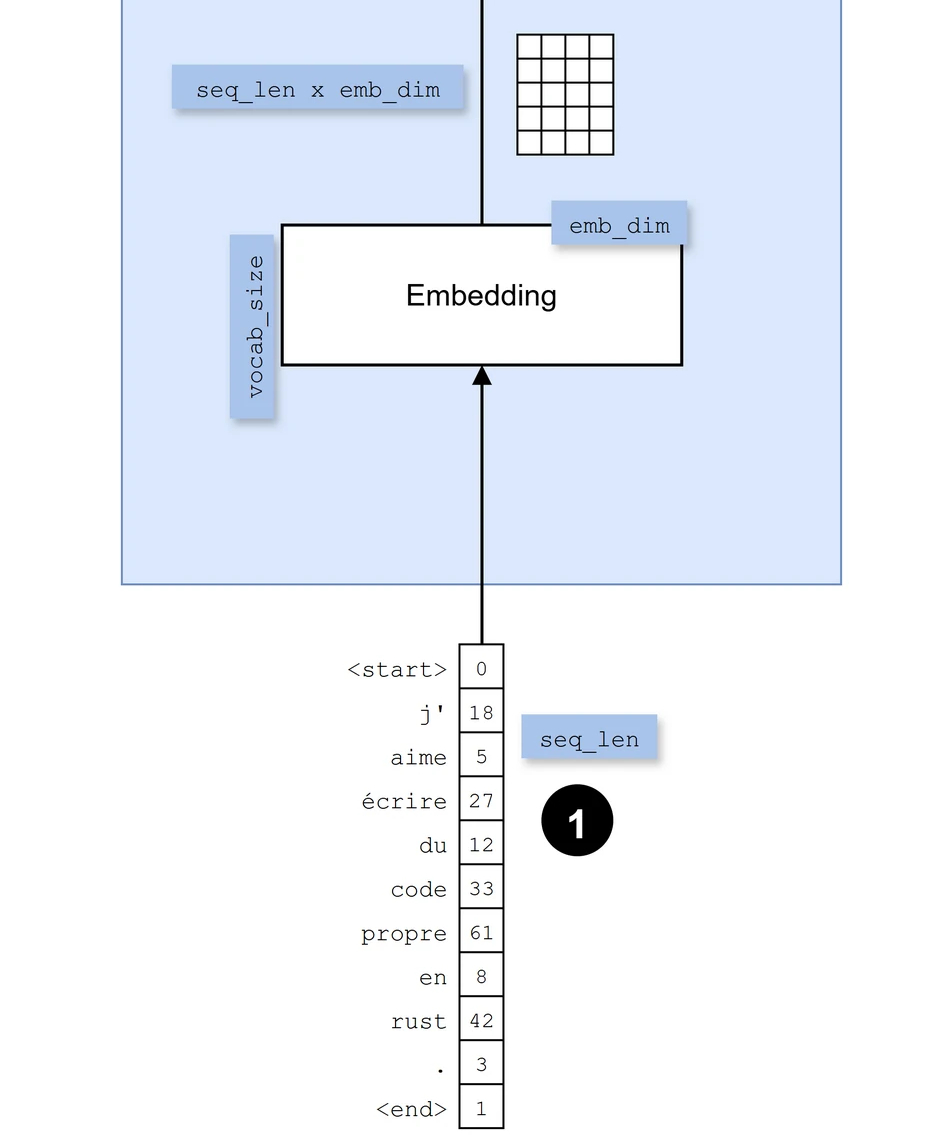 seq_len x emb_dim
emb_dim
vocab_size
Embedding
<start> 0
j' 18
seq_len
aime 5
écrire 27
1
du 12
code 33
propre 61
en 8
rust 42
. 3
<end> 1